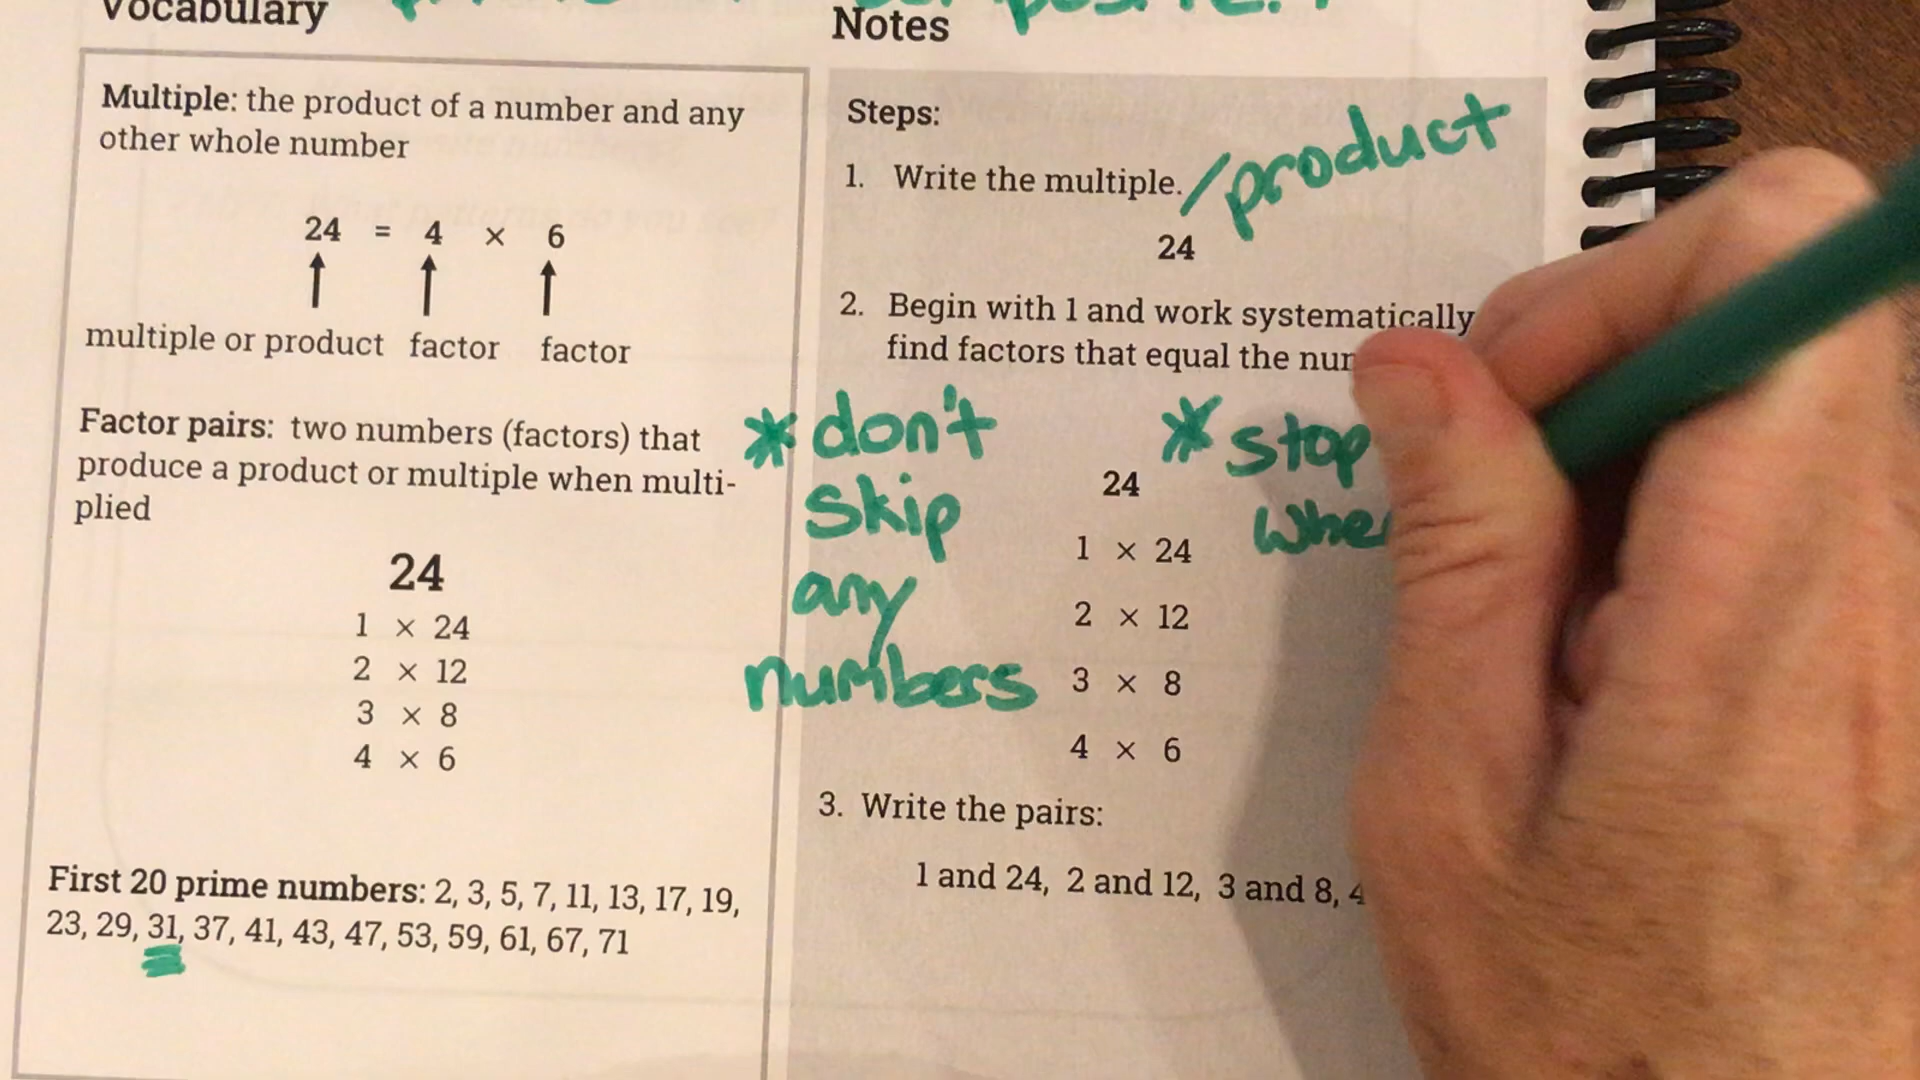 Vocabulary
Multiple: the product of a number and any
other whole number
24 = 4 × 6
multiple or product factor factor
Factor pairs: two numbers (factors) that
produce a product or multiple when multi-
plied
24
1 × 24
2 × 12
3 × 8
4 × 6
First 20 prime numbers: 2, 3, 5, 7, 11, 13, 17, 19,
23, 29, 31, 37, 41, 43, 47, 53, 59, 61, 67, 71
Notes
Steps:
1. Write the multiple. /product
24
2. Begin with 1 and work systematically
find factors that equal the
* don't
skip
any
numbers
* stop
24
1 × 24
2 × 12
3 × 8
4 × 6
3. Write the pairs:
1 and 24, 2 and 12, 3 and 8, 4